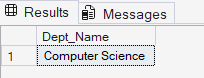 Results Messages
Dept_Name
1 Computer Science